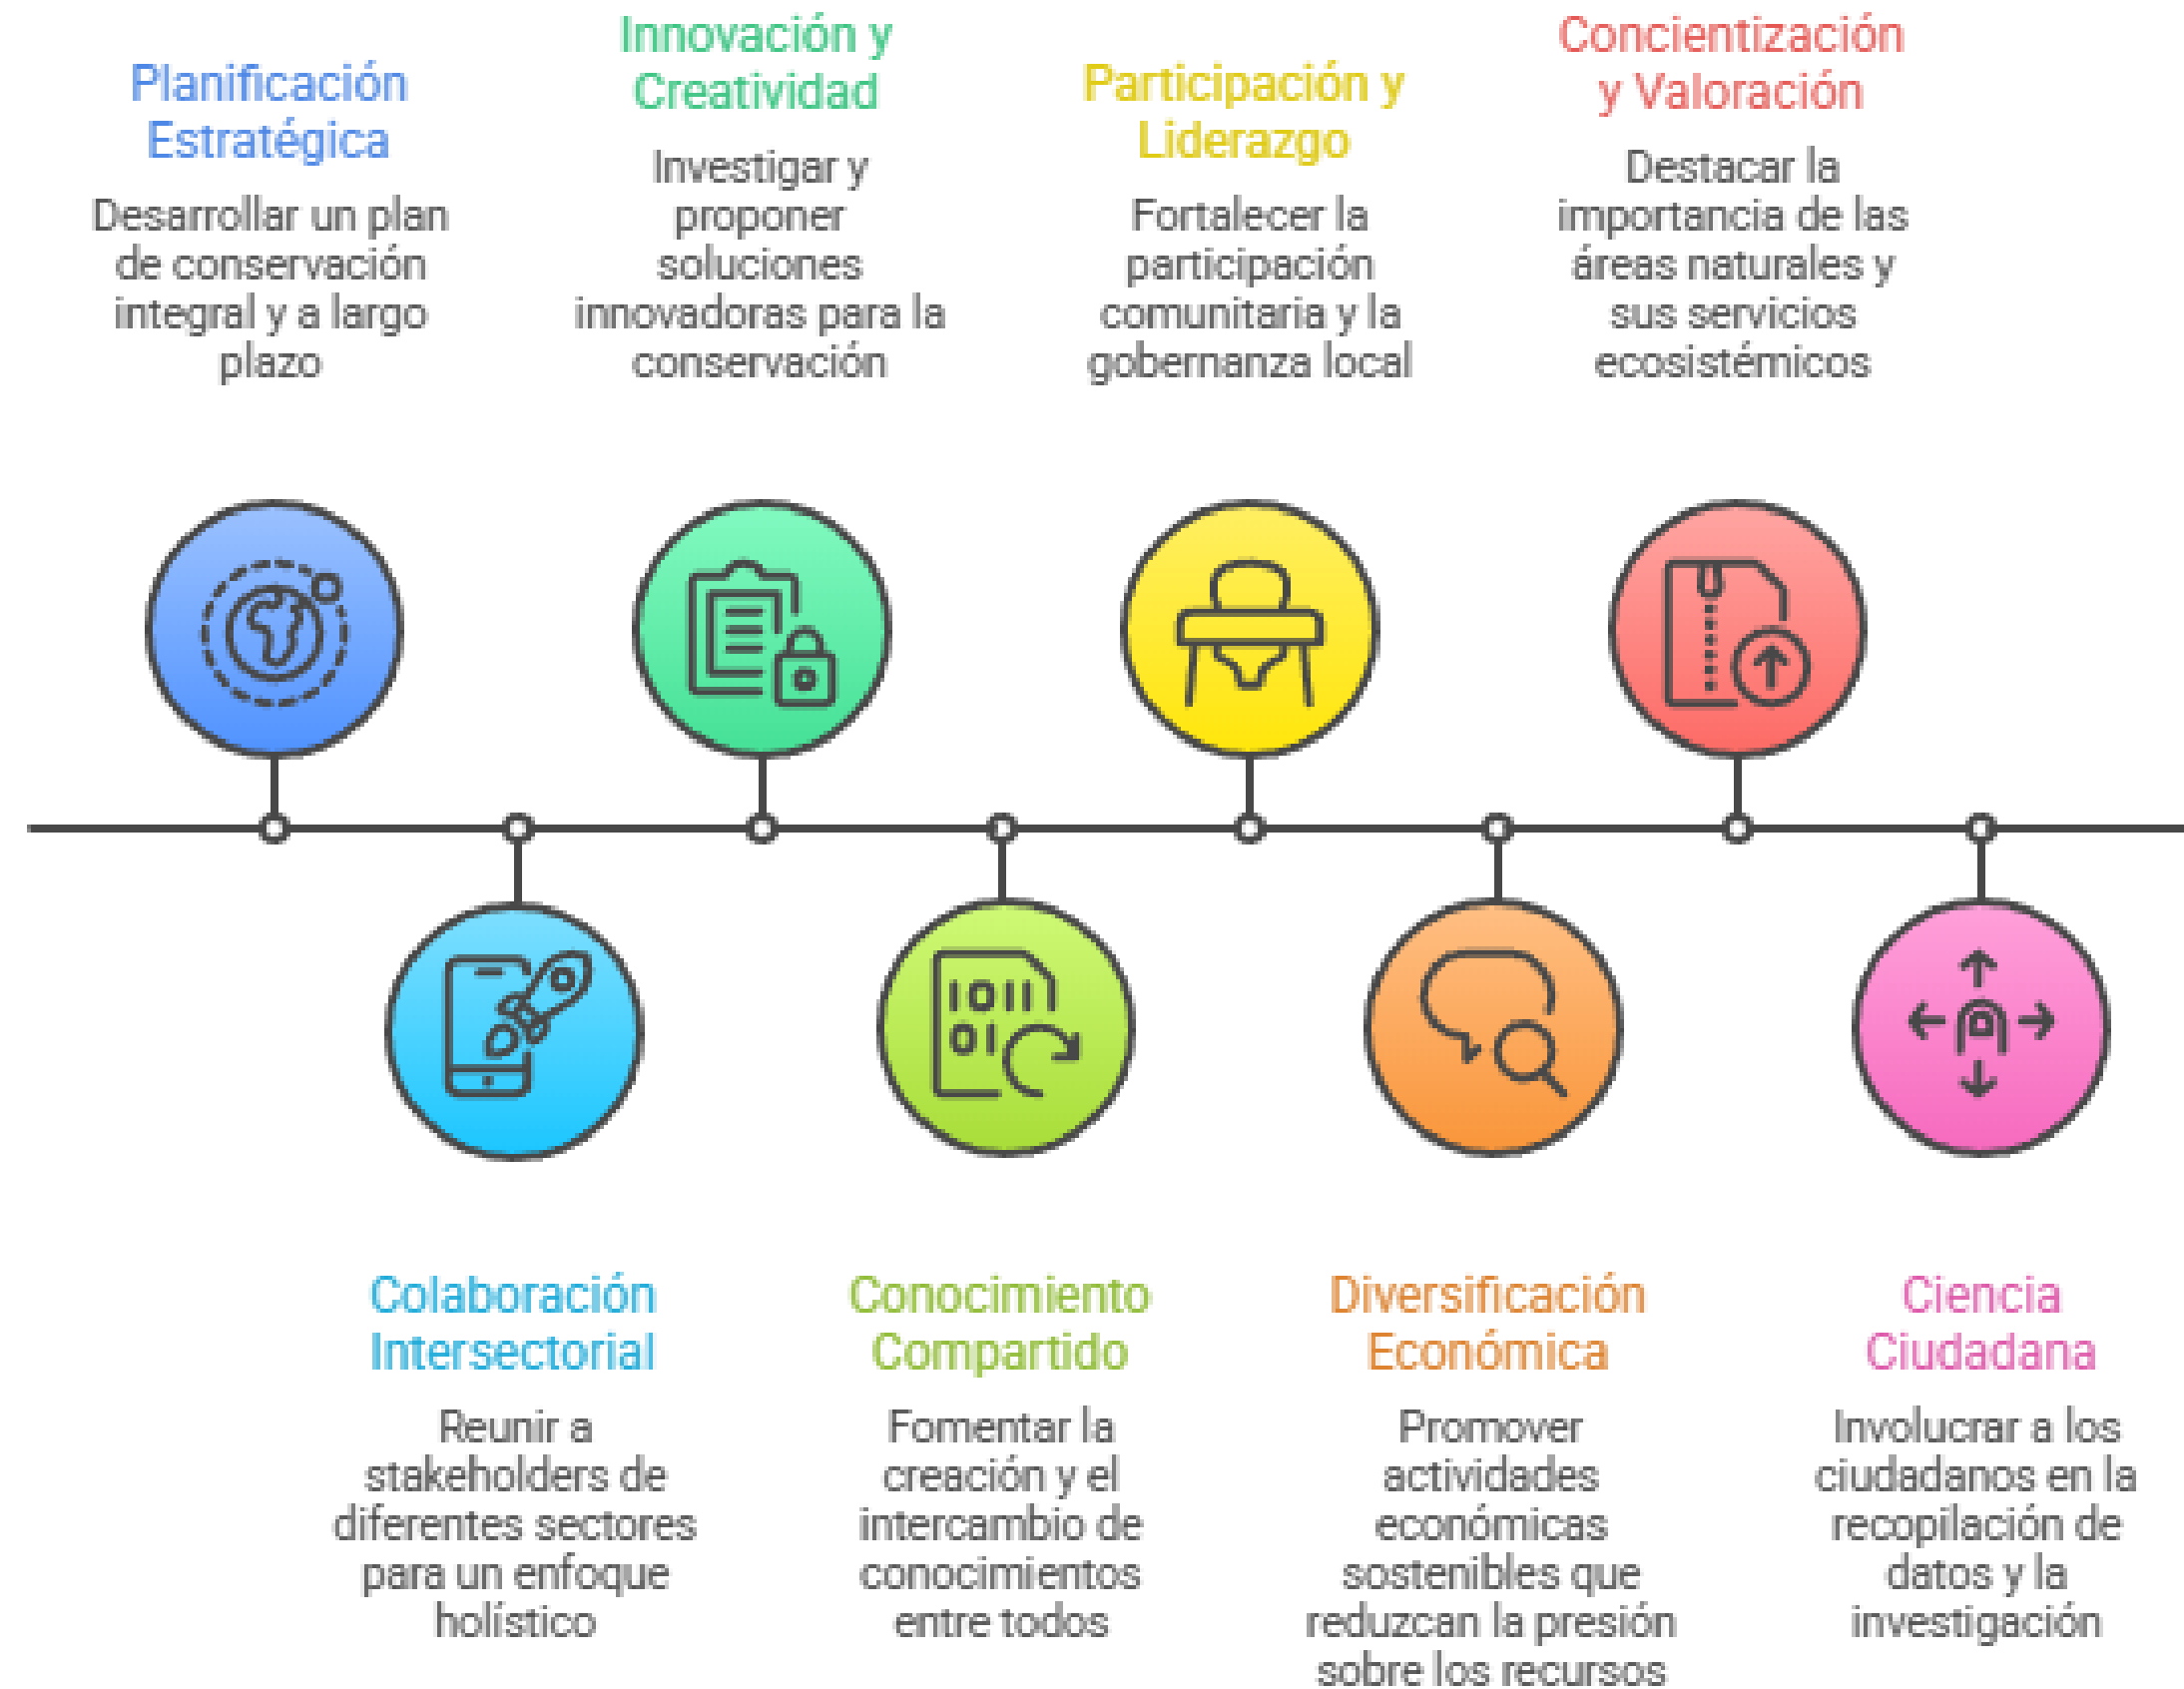 Planificación
Estratégica
Desarrollar un plan
de conservación
integral y a largo
plazo
Innovación y
Creatividad
Investigar y
proponer
soluciones
innovadoras para la
conservación
Participación y
Liderazgo
Fortalecer la
participación
comunitaria y la
gobernanza local
Concientización
y Valoración
Destacar la
importancia de las
áreas naturales y
sus servicios
ecosistémicos
1011
01
Colaboración
Intersectorial
Reunir a
stakeholders de
diferentes sectores
para un enfoque
holístico
Conocimiento
Compartido
Fomentar la
creación y el
intercambio de
conocimientos
entre todos
Diversificación
Económica
Promover
actividades
económicas
sostenibles que
reduzcan la presión
sobre los recursos
Ciencia
Ciudadana
Involucrar a los
ciudadanos en la
recopilación de
datos y la
investigación